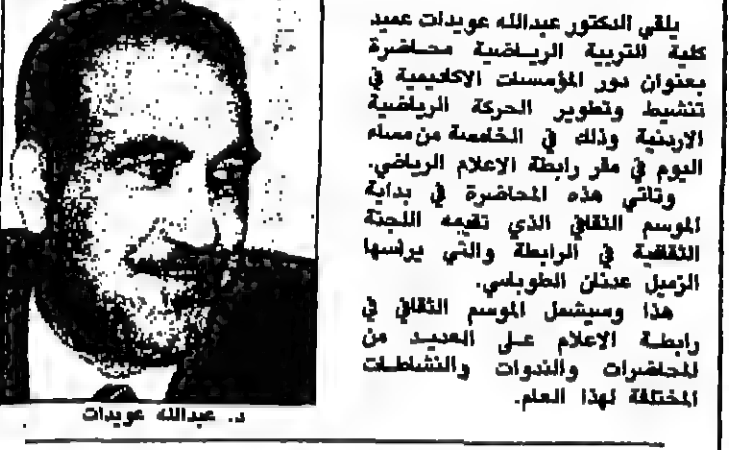 يلقي الدكتور عبدالله عويدات عميد
كلية التربية الرياضية محاضرة
بعنوان دور المؤسسات الاكاديمية في
تنشيط وتطوير الحركة الرياضية
الاردنية وذلك في الخامسة من مساء
اليوم في مقر رابطة الاعلام الرياضي.
وتاتي هذه المحاضرة في بداية
الموسم الثقافي الذي تقيمه اللجنة
الثقافية في الرابطة والتي يرأسها
الزميل عدنان الطوباسي.
هذا وسيشمل الموسم الثقافي في
رابطة الاعلام على العديد من
المحاضرات والندوات والنشاطات
المختلفة لهذا العام.
د. عبدالله عويدات